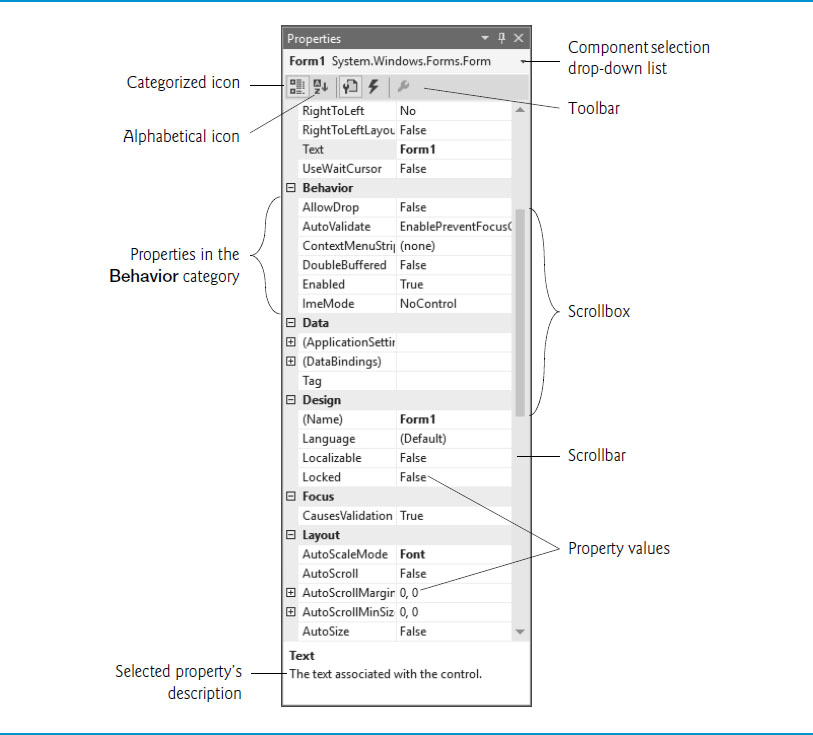 Properties
Form1 System.Windows.Forms.Form
Component selection
drop-down list
Categorized icon
Toolbar
Alphabetical icon
RightToLeft No
RightToLeftLayou False
Text Form1
UseWaitCursor False
Behavior
AllowDrop False
AutoValidate EnablePreventFocusC
ContextMenuStrip (none)
DoubleBuffered False
Enabled True
ImeMode NoControl
Properties in the
Behavior category
Scrollbox
Data
(ApplicationSettin
(DataBindings)
Tag
Design
(Name) Form1
Language (Default)
Localizable False
Locked False
Scrollbar
Focus
CausesValidation True
Layout
AutoScaleMode Font
AutoScroll False
AutoScrollMargin 0, 0
AutoScrollMinSiz 0, 0
AutoSize False
Property values
Text
The text associated with the control.
Selected property's
description